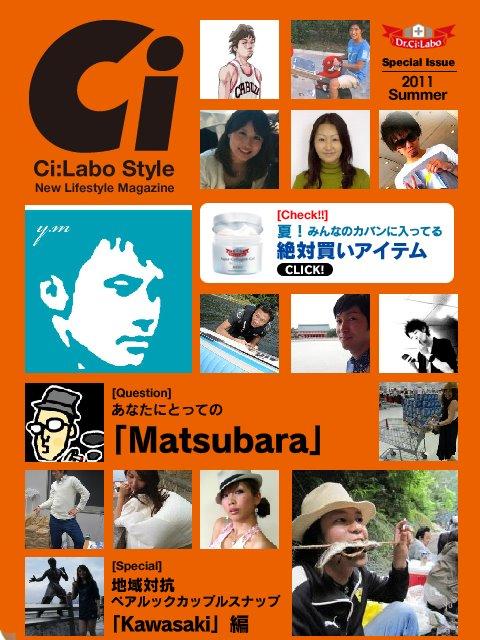 Ci
Ci:Labo Style
New Lifestyle Magazine
Dr.Ci:Labo
Special Issue
2011
Summer
y.m
[Check!!]
夏！みんなのカバンに入ってる
絶対買いアイテム
CLICK!
[Question]
あなたにとっての
「Matsubara」
[Special]
地域対抗
ペアルックカップルスナップ
「Kawasaki」編